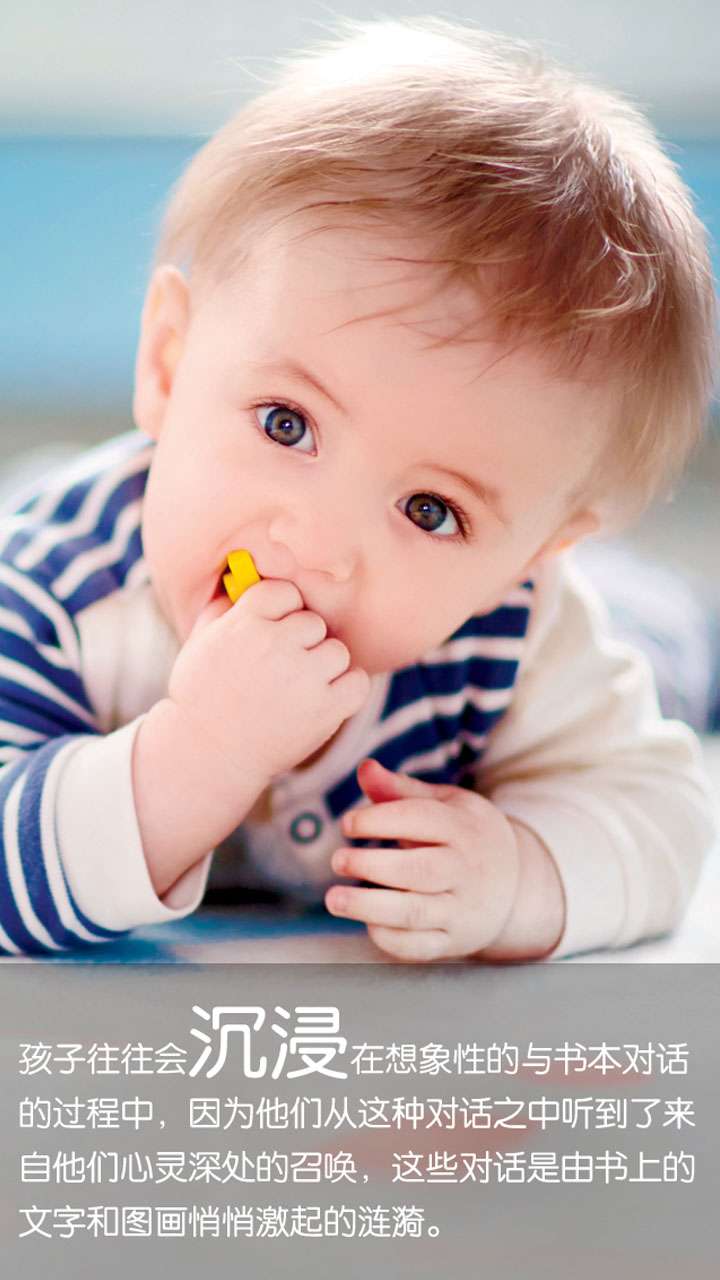 孩子往往会沉浸在想象性的与书本对话
的过程中，因为他们从这种对话之中听到了来
自他们心灵深处的召唤，这些对话是由书上的
文字和图画悄悄激起的涟漪。